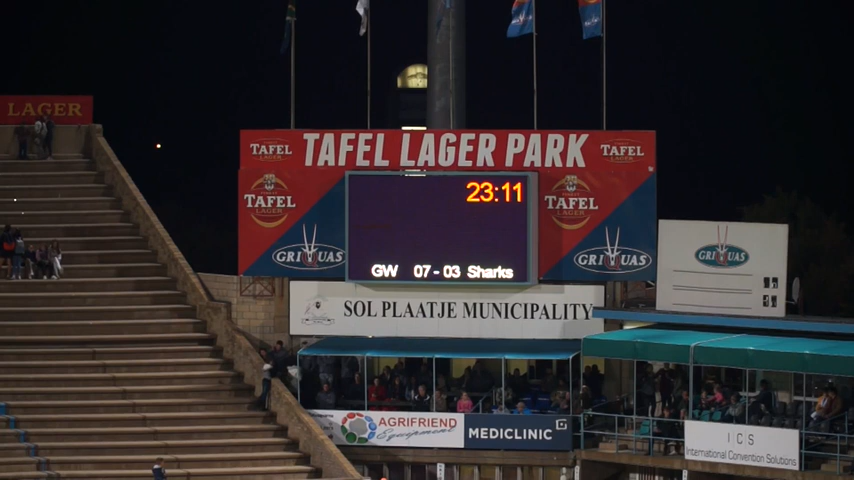 LAGER
TAFEL LAGER PARK
TAFEL
LAGER
TAFEL
LAGER
23:11
TAFEL
LAGER
TAFEL
LAGER
GRIQUAS
GRIQUAS
GRIQUAS
GW 07 - 03 Sharks
SOL PLAATJE MUNICIPALITY
AGRIFRIEND
Equipment
MEDICLINIC
ICS
International Convention Solutions